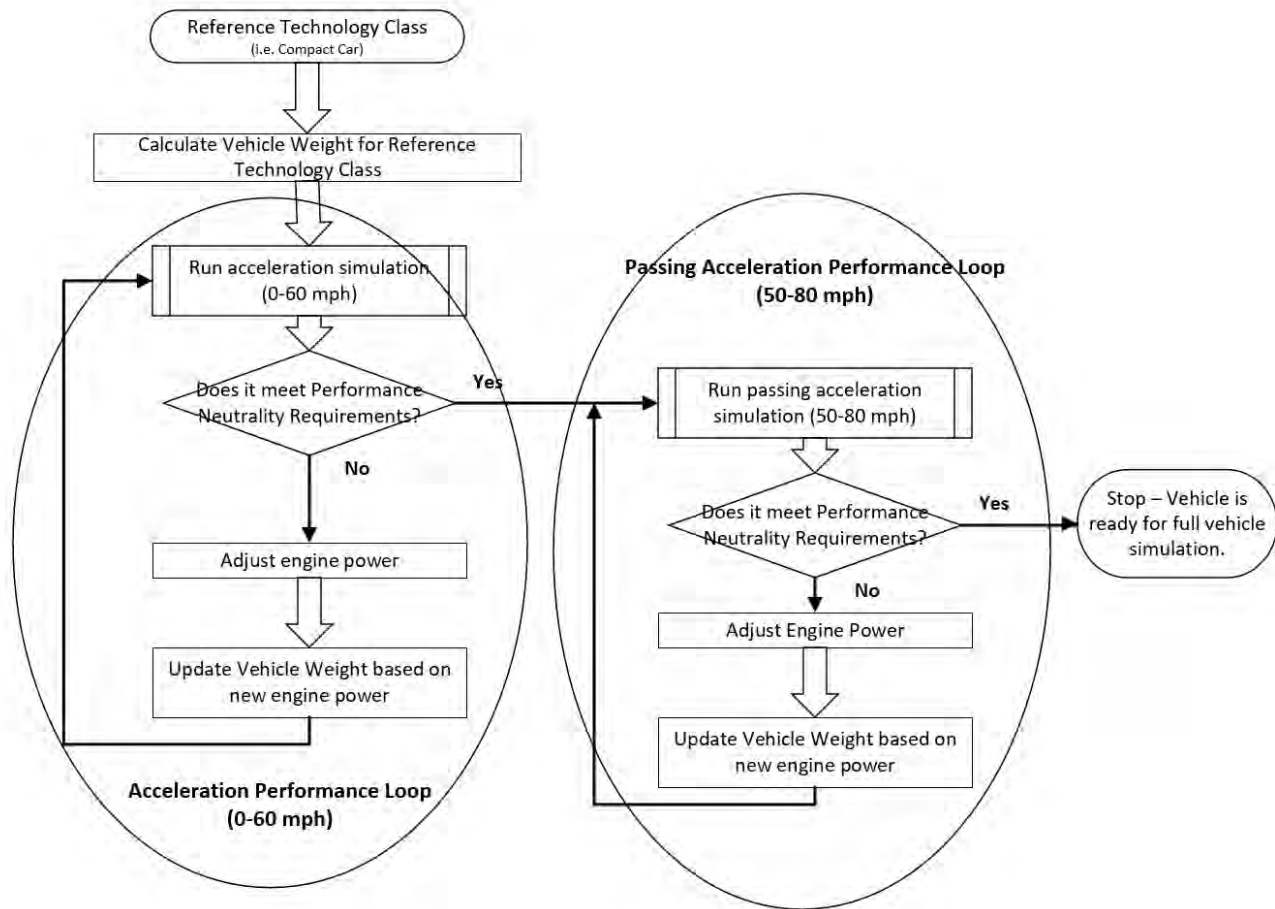 Reference Technology Class
(i.e. Compact Car)
Calculate Vehicle Weight for Reference
Technology Class
Run acceleration simulation
(0-60 mph)
Does it meet Performance
Neutrality Requirements?
Yes
No
Adjust engine power
Update Vehicle Weight based on
new engine power
Acceleration Performance Loop
(0-60 mph)
Passing Acceleration Performance Loop
(50-80 mph)
Run passing acceleration
simulation (50-80 mph)
Does it meet Performance
Neutrality Requirements?
Yes
No
Adjust Engine Power
Update Vehicle Weight based on
new engine power
Stop – Vehicle is
ready for full vehicle
simulation.